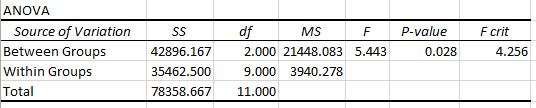 ANOVA
Source of Variation SS df MS F P-value F crit
Between Groups 42896.167 2.000 21448.083 5.443 0.028 4.256
Within Groups 35462.500 9.000 3940.278
Total 78358.667 11.000